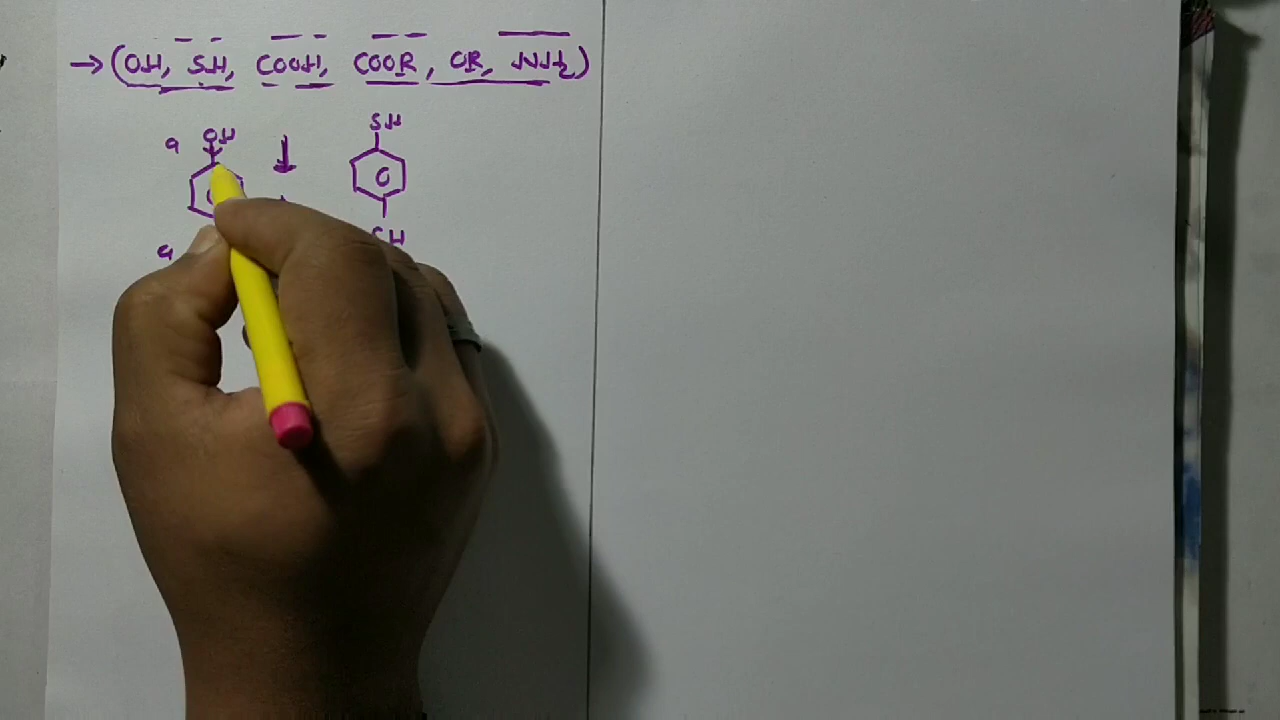 →(OH, SH, COOH, COOR, OR, NH2)
a OH SH
a SH